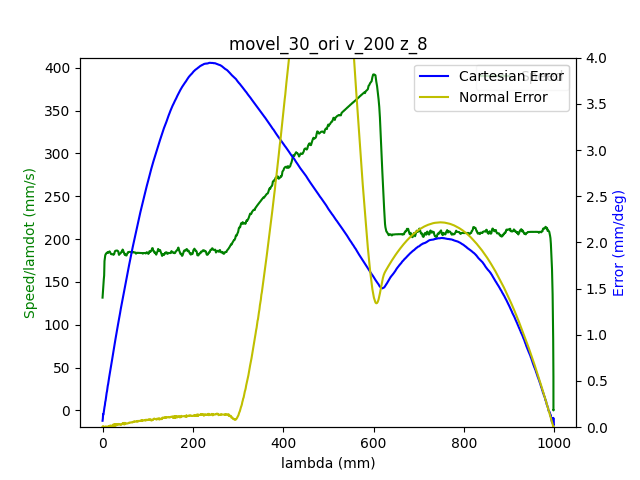 movel_30_ori v_200 z_8
Cartesian Error
Normal Error
Speed/lamdot (mm/s)
400
350
300
250
200
150
100
50
0
4.0
3.5
3.0
2.5
2.0
1.5
1.0
0.5
0.0
Error (mm/deg)
0 200 400 600 800 1000
lambda (mm)